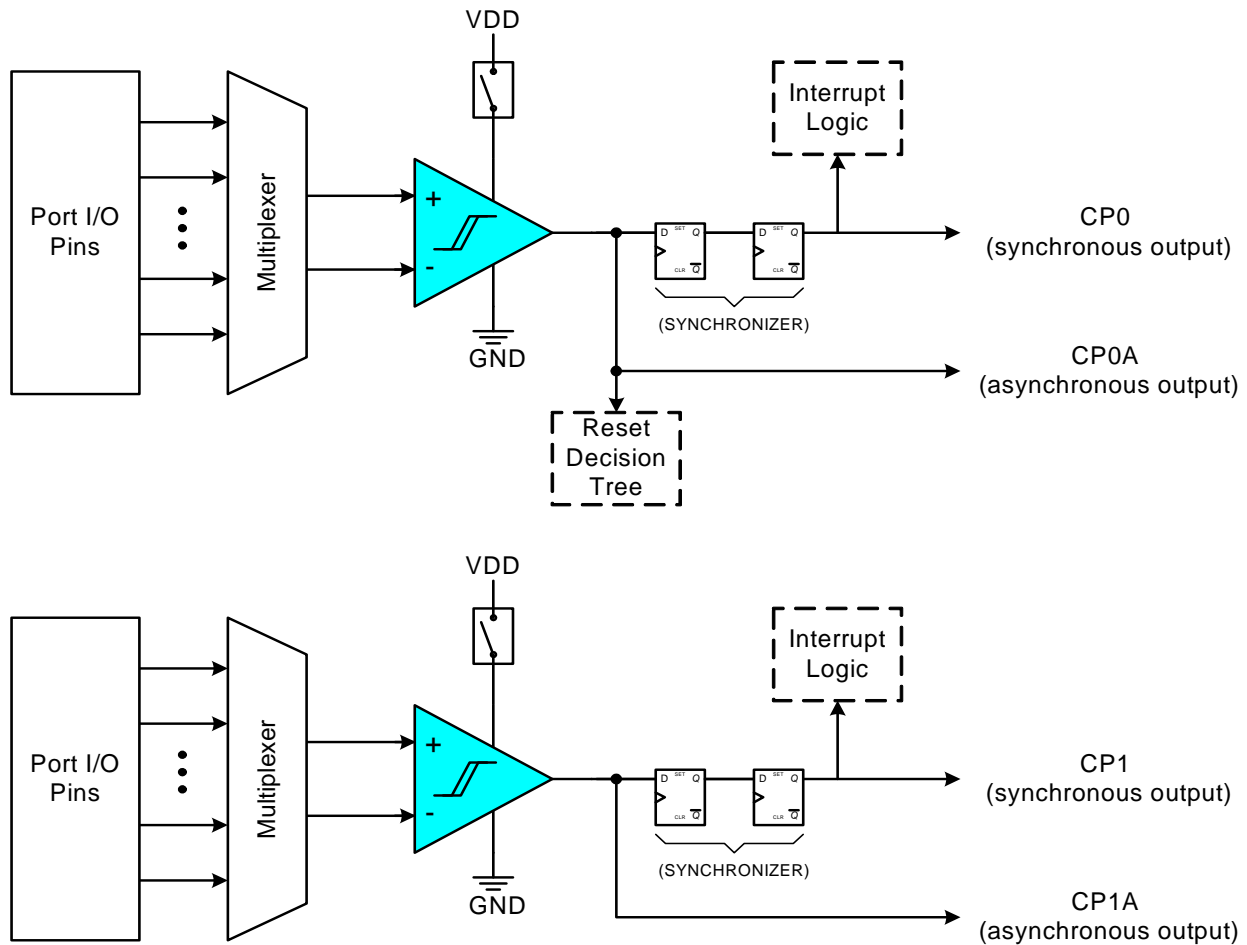 VDD
Port I/O
Pins
Multiplexer
+
-
GND
D SET Q
CLR Q
D SET Q
CLR Q
(SYNCHRONIZER)
Interrupt
Logic
CP0
(synchronous output)
CP0A
(asynchronous output)
Reset
Decision
Tree
VDD
Port I/O
Pins
Multiplexer
+
-
GND
D SET Q
CLR Q
D SET Q
CLR Q
(SYNCHRONIZER)
Interrupt
Logic
CP1
(synchronous output)
CP1A
(asynchronous output)